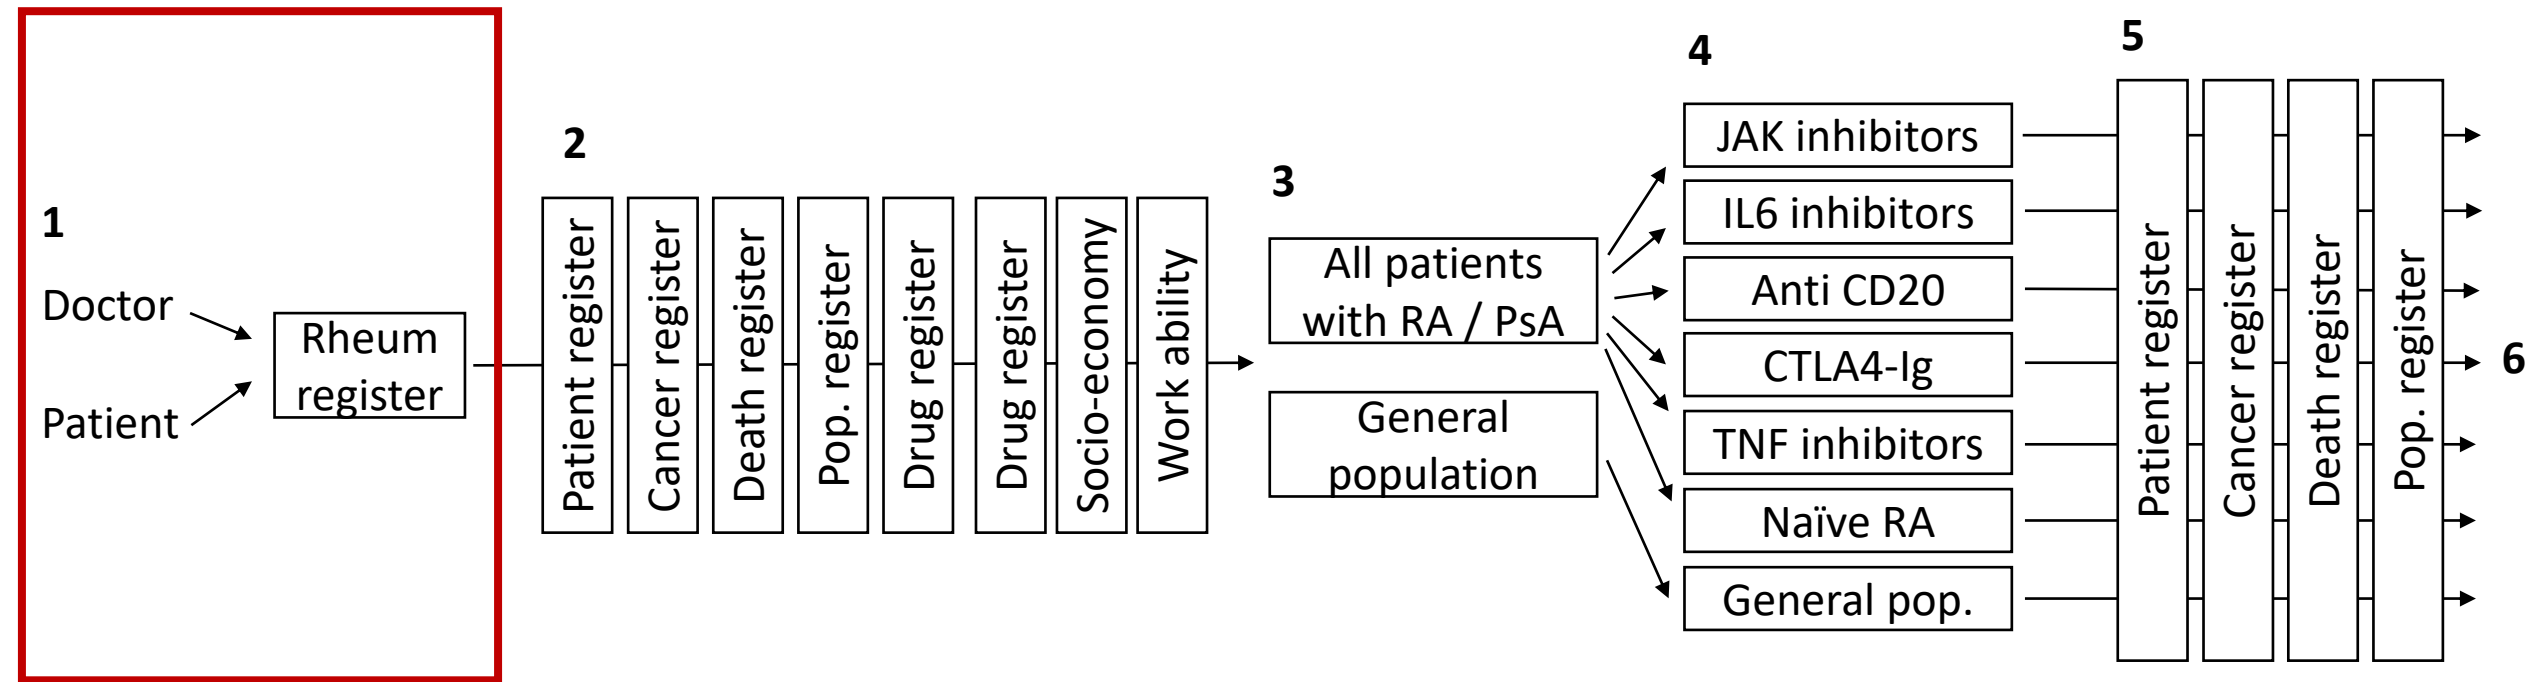 1
Doctor
Patient
Rheum
register
2
Patient register
Cancer register
Death register
Pop. register
Drug register
Drug register
Socio-economy
Work ability
3
All patients
with RA / PsA
General
population
4
JAK inhibitors
IL6 inhibitors
Anti CD20
CTLA4-Ig
TNF inhibitors
Naïve RA
General pop.
5
Patient register
Cancer register
Death register
Pop. register
6